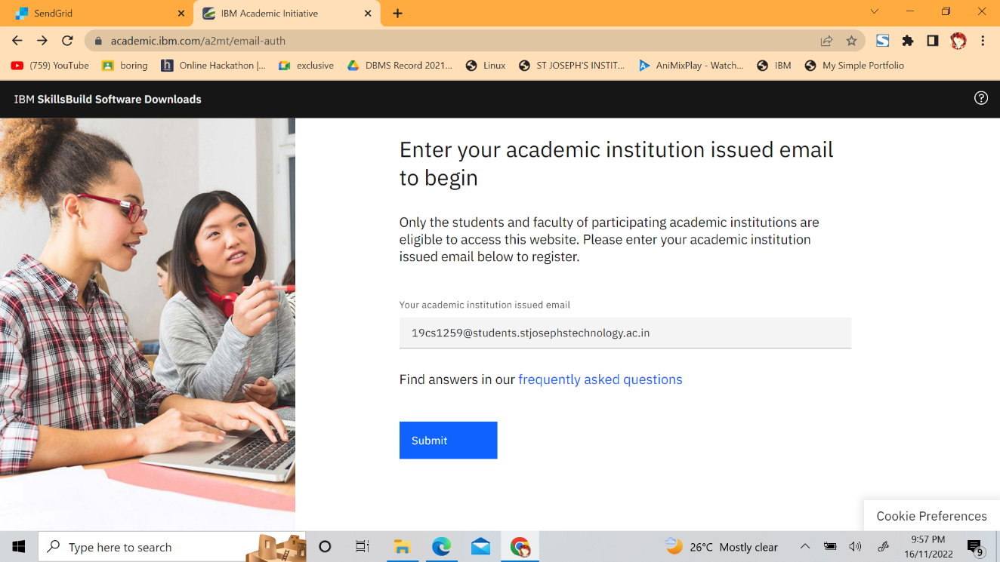 SendGrid
IBM Academic Initiative
academic.ibm.com/a2mt/email-auth
(759) YouTube
boring
h
Online Hackathon |...
exclusive
DBMS Record 2021...
Linux
ST JOSEPH'S INSTIT...
AniMixPlay - Watch...
IBM
My Simple Portfolio
IBM SkillsBuild Software Downloads
Enter your academic institution issued email
to begin
Only the students and faculty of participating academic institutions are
eligible to access this website. Please enter your academic institution
issued email below to register.
Your academic institution issued email
19cs1259@students.stjosephstechnology.ac.in
Find answers in our frequently asked questions
Submit
Cookie Preferences
Type here to search
26°C Mostly clear
9:57 PM
16/11/2022
9